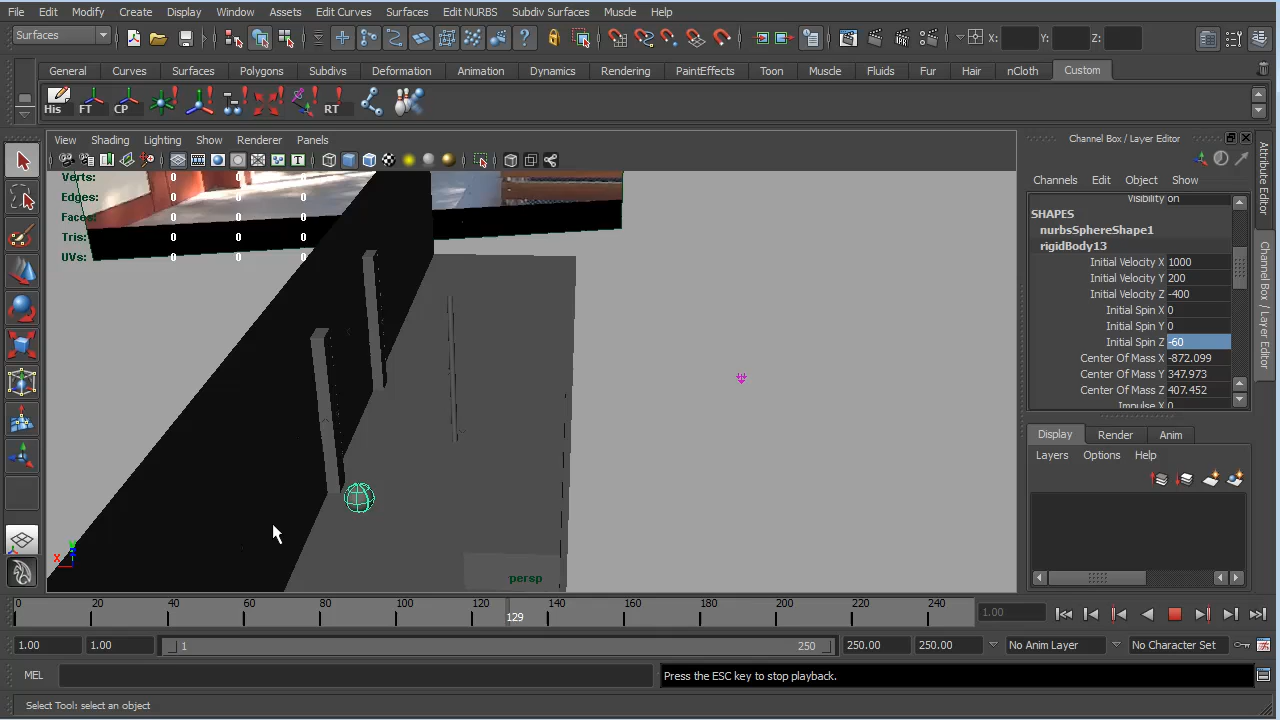 File Edit Modify Create Display Window Assets Edit Curves Surfaces Edit NURBS Subdiv Surfaces Muscle Help
Surfaces X: Y: Z:
General Curves Surfaces Polygons Subdivs Deformation Animation Dynamics Rendering PaintEffects Toon Muscle Fluids Fur Hair nCloth Custom
His FT CP RT
View Shading Lighting Show Renderer Panels
Channel Box / Layer Editor
Channels Edit Object Show
Attribute Editor
Channel Box / Layer Editor
Verts: 0 0 0
Edges: 0 0 0
Faces: 0 0 0
Tris: 0 0 0
UVs: 0 0 0
Visibility on
SHAPES
nurbsSphereShape1
rigidBody13
Initial Velocity X 1000
Initial Velocity Y 200
Initial Velocity Z -400
Initial Spin X 0
Initial Spin Y 0
Initial Spin Z -60
Center Of Mass X -872.099
Center Of Mass Y 347.973
Center Of Mass Z 407.452
Impulse X 0
Display Render Anim
Layers Options Help
X Y
persp
0 20 40 60 80 100 120 129 140 160 180 200 220 240 1.00
1.00 1.00 1 250 250.00 250.00 No Anim Layer No Character Set
MEL Press the ESC key to stop playback.
Select Tool: select an object